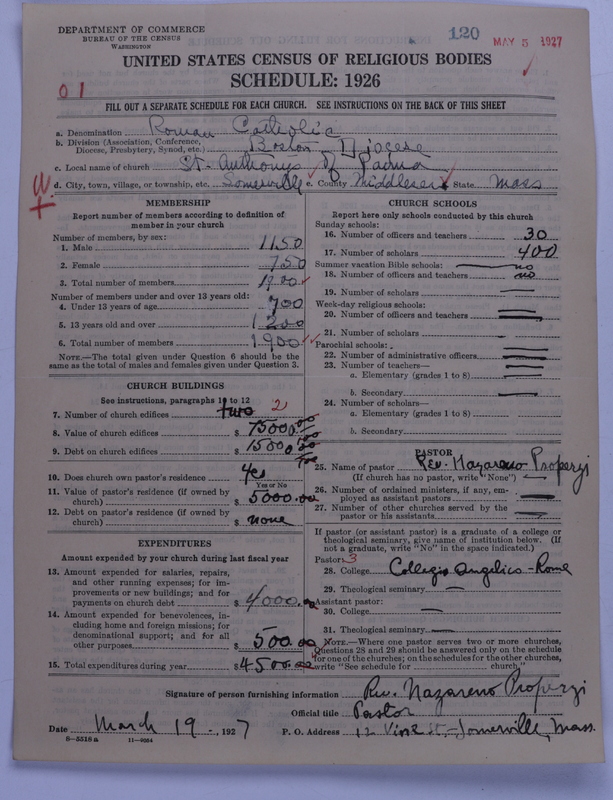 DEPARTMENT OF COMMERCE
BUREAU OF THE CENSUS
WASHINGTON
120
MAY 5 1927
UNITED STATES CENSUS OF RELIGIOUS BODIES
SCHEDULE: 1926
01
FILL OUT A SEPARATE SCHEDULE FOR EACH CHURCH. SEE INSTRUCTIONS ON THE BACK OF THIS SHEET
a. Denomination Roman Catholic
b. Division (Association, Conference, Diocese, Presbytery, Synod, etc.) Boston Diocese
c. Local name of church St. Anthony of Padua
d. City, town, village, or township, etc. Somerville e. County Middlesex State Mass
MEMBERSHIP
Report number of members according to definition of
member in your church
Number of members, by sex:
1. Male 1150
2. Female 750
3. Total number of members 1900
Number of members under and over 13 years old:
4. Under 13 years of age 700
5. 13 years old and over 1200
6. Total number of members 1900
NOTE.—The total given under Question 6 should be the
same as the total of males and females given under Question 3.
CHURCH BUILDINGS
See instructions, paragraphs 10 to 12
7. Number of church edifices two 2
8. Value of church edifices $ 75000.00
9. Debt on church edifices $ 15000.00
10. Does church own pastor's residence yes
Yes or No
11. Value of pastor's residence (if owned by
church) $ 5000.00
12. Debt on pastor's residence (if owned by
church) $ none
EXPENDITURES
Amount expended by your church during last fiscal year
13. Amount expended for salaries, repairs,
and other running expenses; for im-
provements or new buildings; and for
payments on church debt $ 4000.00
14. Amount expended for benevolences, in-
cluding home and foreign missions; for
denominational support; and for all
other purposes $ 500.00
15. Total expenditures during year $ 4500.00
CHURCH SCHOOLS
Report here only schools conducted by this church
Sunday schools:
16. Number of officers and teachers 30
17. Number of scholars 400
Summer vacation Bible schools: no
18. Number of officers and teachers no
19. Number of scholars
Week-day religious schools:
20. Number of officers and teachers
21. Number of scholars
Parochial schools:
22. Number of administrative officers
23. Number of teachers—
a. Elementary (grades 1 to 8)
b. Secondary
24. Number of scholars—
a. Elementary (grades 1 to 8)
b. Secondary
PASTOR
25. Name of pastor Rev. Nazareno Properzi
(If church has no pastor, write "None")
26. Number of ordained ministers, if any, em-
ployed as assistant pastors
27. Number of other churches served by the
pastor or his assistants
If pastor (or assistant pastor) is a graduate of a college or
theological seminary, give name of institution below. (If
not a graduate, write "No" in the space indicated.)
Pastor: 3
28. College Collegio Angelico - Rome
29. Theological seminary
Assistant pastor:
30. College
31. Theological seminary
NOTE.—Where one pastor serves two or more churches,
Questions 28 and 29 should be answered only on the schedule
for one of the churches; on the schedules for the other churches,
write "See schedule for church."
Signature of person furnishing information Rev. Nazareno Properzi
Official title Pastor
Date March 19, 1927
P. O. Address 12 Vine St. - Somerville, Mass.
8-5516 a
11-9054